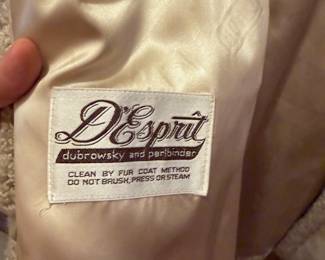 D'Esprit
dubrowsky and perlbinder
CLEAN BY FUR COAT METHOD
DO NOT BRUSH, PRESS OR STEAM